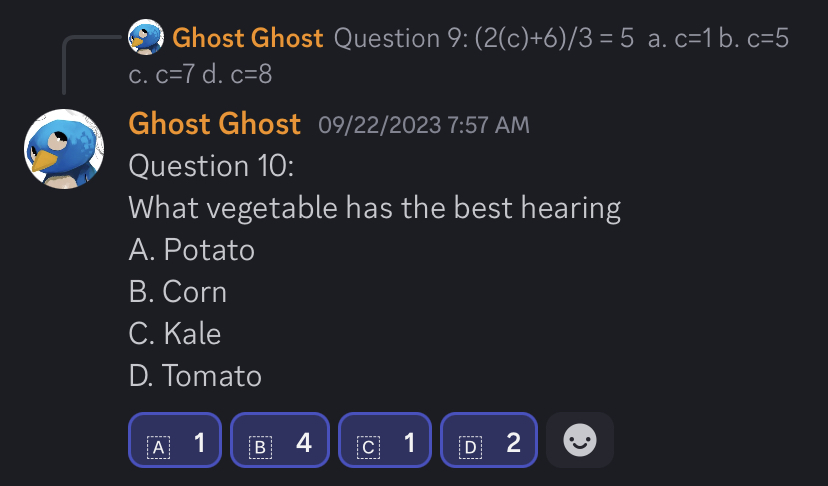 Ghost Ghost Question 9: (2(c)+6)/3 = 5 a. c=1 b. c=5
c. c=7 d. c=8
Ghost Ghost 09/22/2023 7:57 AM
Question 10:
What vegetable has the best hearing
A. Potato
B. Corn
C. Kale
D. Tomato
A 1 B 4 C 1 D 2